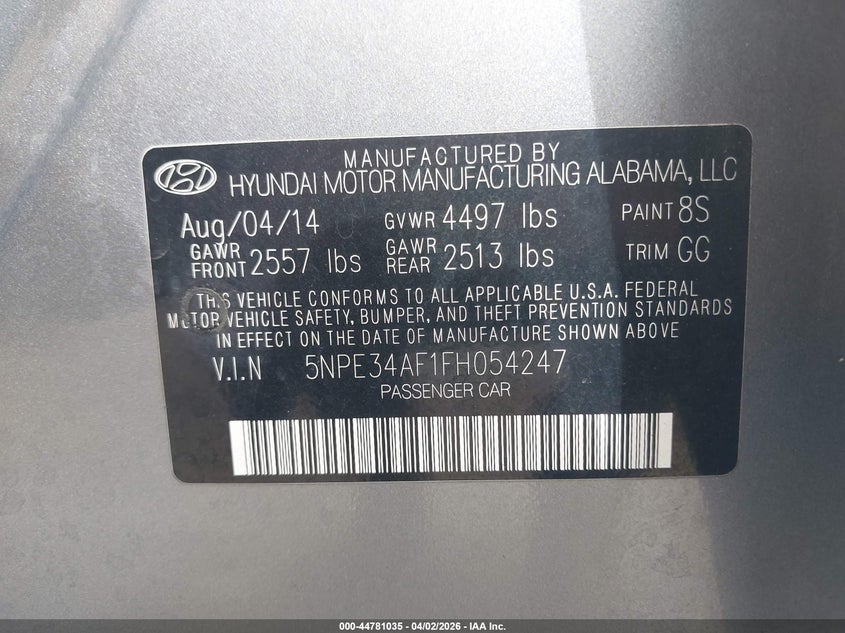 MANUFACTURED BY
HYUNDAI MOTOR MANUFACTURING ALABAMA, LLC
Aug/04/14 GVWR 4497 lbs PAINT 8S
GAWR FRONT 2557 lbs GAWR REAR 2513 lbs TRIM GG
THIS VEHICLE CONFORMS TO ALL APPLICABLE U.S.A. FEDERAL
MOTOR VEHICLE SAFETY, BUMPER, AND THEFT PREVENTION STANDARDS
IN EFFECT ON THE DATE OF MANUFACTURE SHOWN ABOVE
V.I.N 5NPE34AF1FH054247
PASSENGER CAR
000-44781035 - 04/02/2026 - IAA Inc.